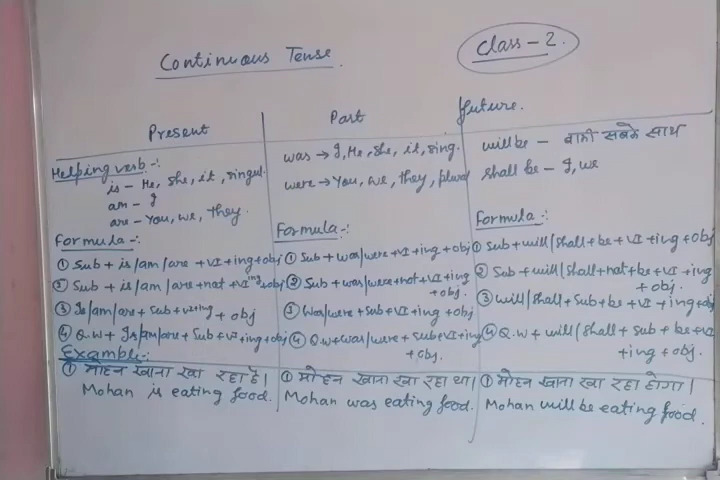 Continuous Tense.
Class - 2.
Present
Helping verb -:
is - He, She, it, singul.
am - I
are - You, we, they.
Formula -:
① Sub + is/am/are + V1 + ing + obj
② Sub + is/am/are + not + V1 ing + obj
③ Is/am/are + sub + V1+ing + obj
④ Q.W + Is/am/are + Sub + V1 + ing + obj
Example -:
① मोहन खाना खा रहा है।
Mohan is eating food.
Past
was → I, He, she, it, sing.
were → You, we, they, plural
Formula -:
① Sub + was/were + V1 + ing + obj
② Sub + was/were + not + V1 + ing
+ obj.
③ Was/were + sub + V1 + ing + obj
④ Q.w + was/were + sub + V1 + ing
+ obj.
① मोहन खाना खा रहा था।
Mohan was eating food.
future.
will be - बाकी सबके साथ
shall be - I, we
Formula -:
① Sub + will/shall + be + V1 + ing + obj
② Sub + will/shall + not + be + V1 + ing
+ obj.
③ will/shall + Sub + be + V1 + ing + obj
④ Q.W + will/shall + sub + be + V1
+ ing + obj.
① मोहन खाना खा रहा होगा।
Mohan will be eating food.